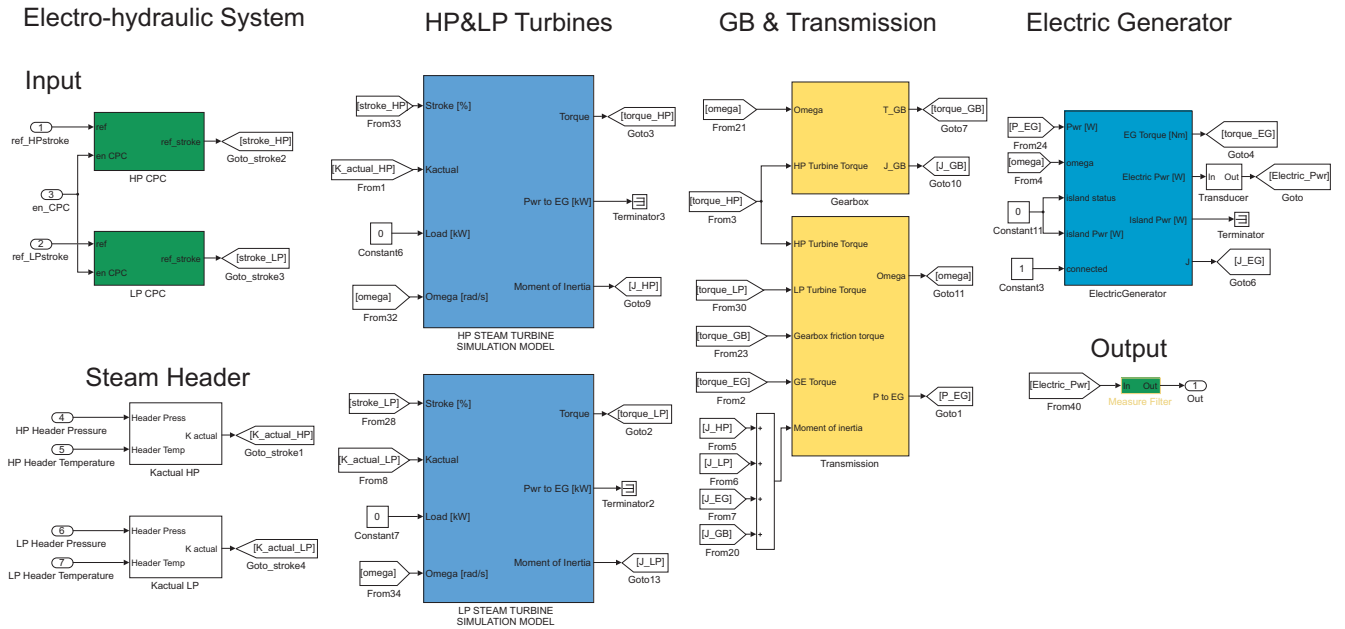 Electro-hydraulic System
Input
1
ref_HPstroke
3
en_CPC
2
ref_LPstroke
ref
en CPC
ref_stroke
HP CPC
[stroke_HP]
Goto_stroke2
ref
en CPC
ref_stroke
LP CPC
[stroke_LP]
Goto_stroke3
Steam Header
4
HP Header Pressure
5
HP Header Temperature
Header Press
Header Temp
K actual
Kactual HP
[K_actual_HP]
Goto_stroke1
6
LP Header Pressure
7
LP Header Temperature
Header Press
Header Temp
K actual
Kactual LP
[K_actual_LP]
Goto_stroke4
HP&LP Turbines
[stroke_HP]
From33
[K_actual_HP]
From1
0
Constant6
[omega]
From32
Stroke [%]
Kactual
Load [kW]
Omega [rad/s]
Torque
Pwr to EG [kW]
Moment of Inertia
HP STEAM TURBINE
SIMULATION MODEL
[torque_HP]
Goto3
Terminator3
[J_HP]
Goto9
[stroke_LP]
From28
[K_actual_LP]
From8
0
Constant7
[omega]
From34
Stroke [%]
Kactual
Load [kW]
Omega [rad/s]
Torque
Pwr to EG [kW]
Moment of Inertia
LP STEAM TURBINE
SIMULATION MODEL
[torque_LP]
Goto2
Terminator2
[J_LP]
Goto13
GB & Transmission
[omega]
From21
[torque_HP]
From3
Omega
HP Turbine Torque
T_GB
J_GB
Gearbox
[torque_GB]
Goto7
[J_GB]
Goto10
[torque_LP]
From30
[torque_GB]
From23
[torque_EG]
From2
[J_HP]
From5
[J_LP]
From6
[J_EG]
From7
[J_GB]
From20
+
+
+
+
HP Turbine Torque
LP Turbine Torque
Gearbox friction torque
GE Torque
Moment of inertia
Omega
P to EG
Transmission
[omega]
Goto11
[P_EG]
Goto1
Electric Generator
[P_EG]
From24
[omega]
From4
0
Constant11
1
Constant3
Pwr [W]
omega
island status
island Pwr [W]
connected
EG Torque [Nm]
Electric Pwr [W]
Island Pwr [W]
J
ElectricGenerator
[torque_EG]
Goto4
In Out
Transducer
[Electric_Pwr]
Goto
Terminator
[J_EG]
Goto6
Output
[Electric_Pwr]
From40
In Out
Measure Filter
1
Out